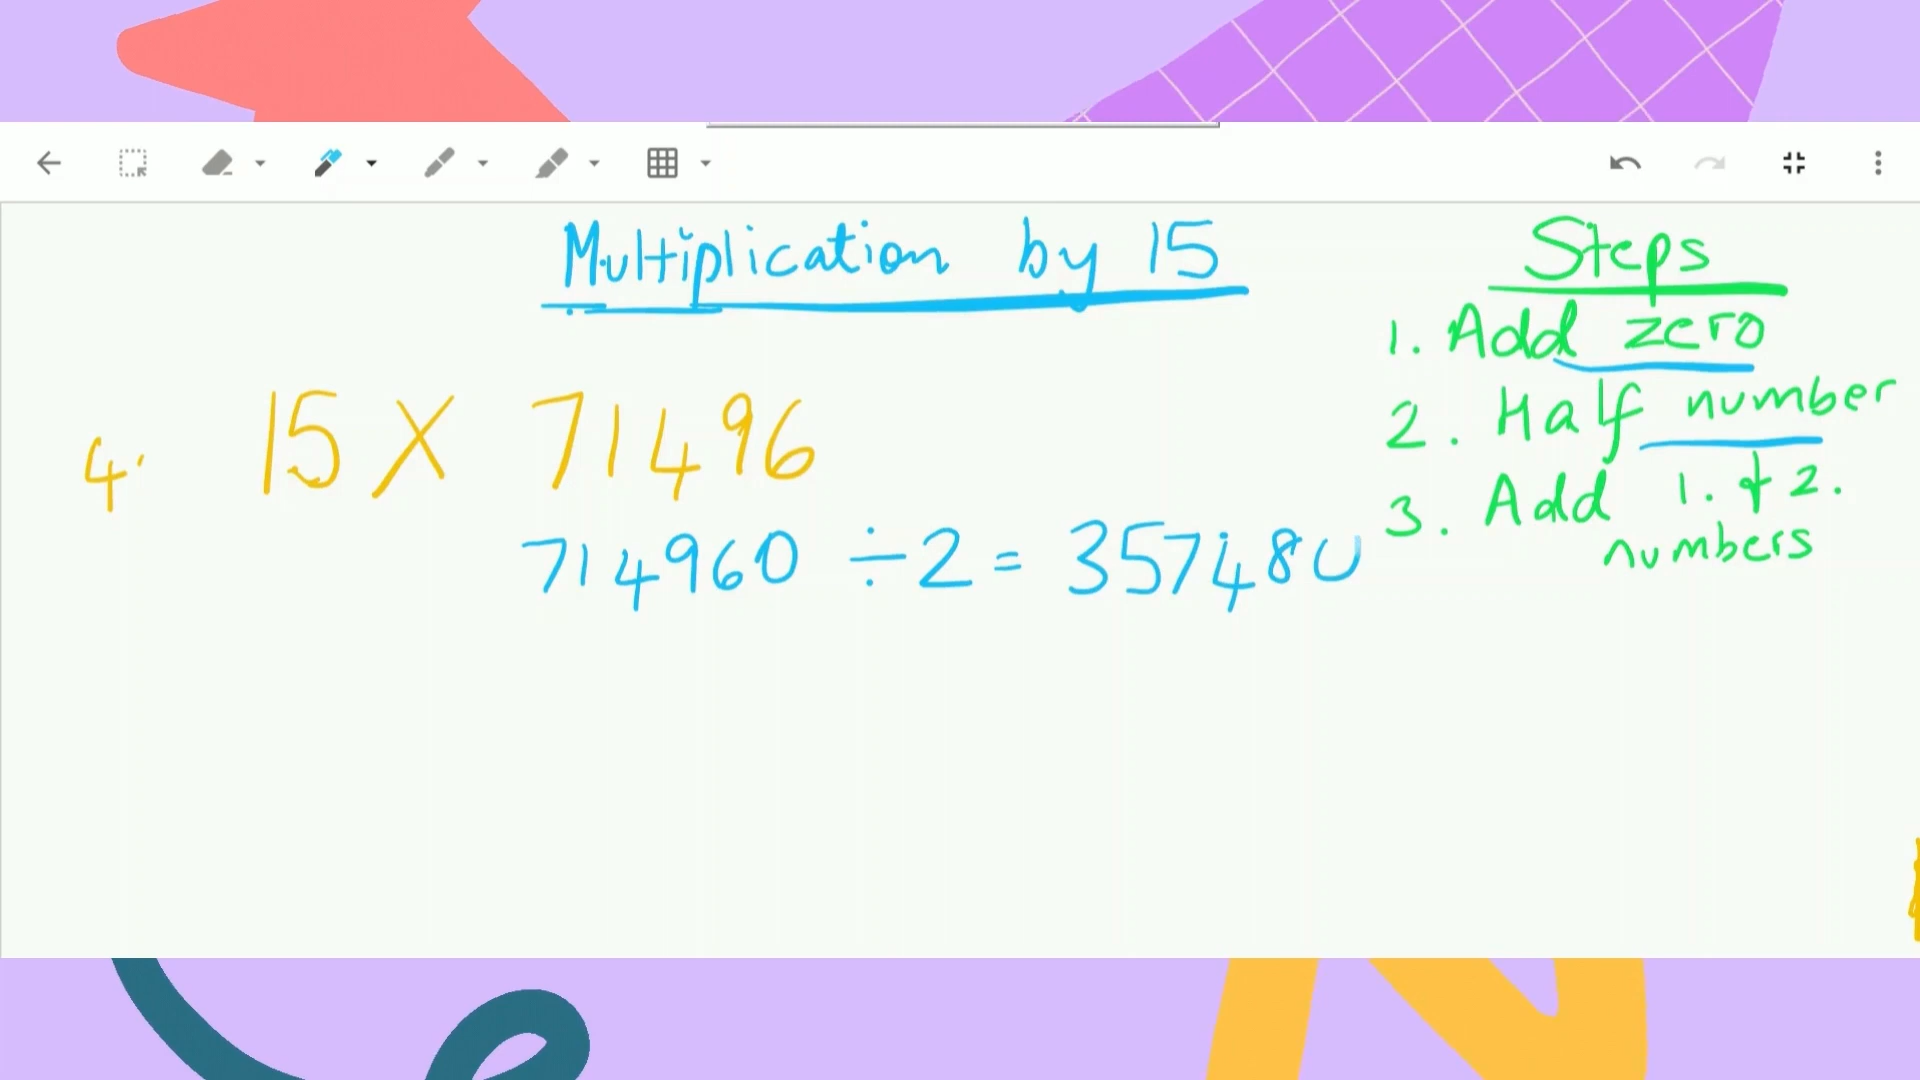 Multiplication by 15
Steps
1. Add zero
2. Half number
3. Add 1. & 2.
numbers
4. 15 X 71496
714960 ÷ 2 = 357480